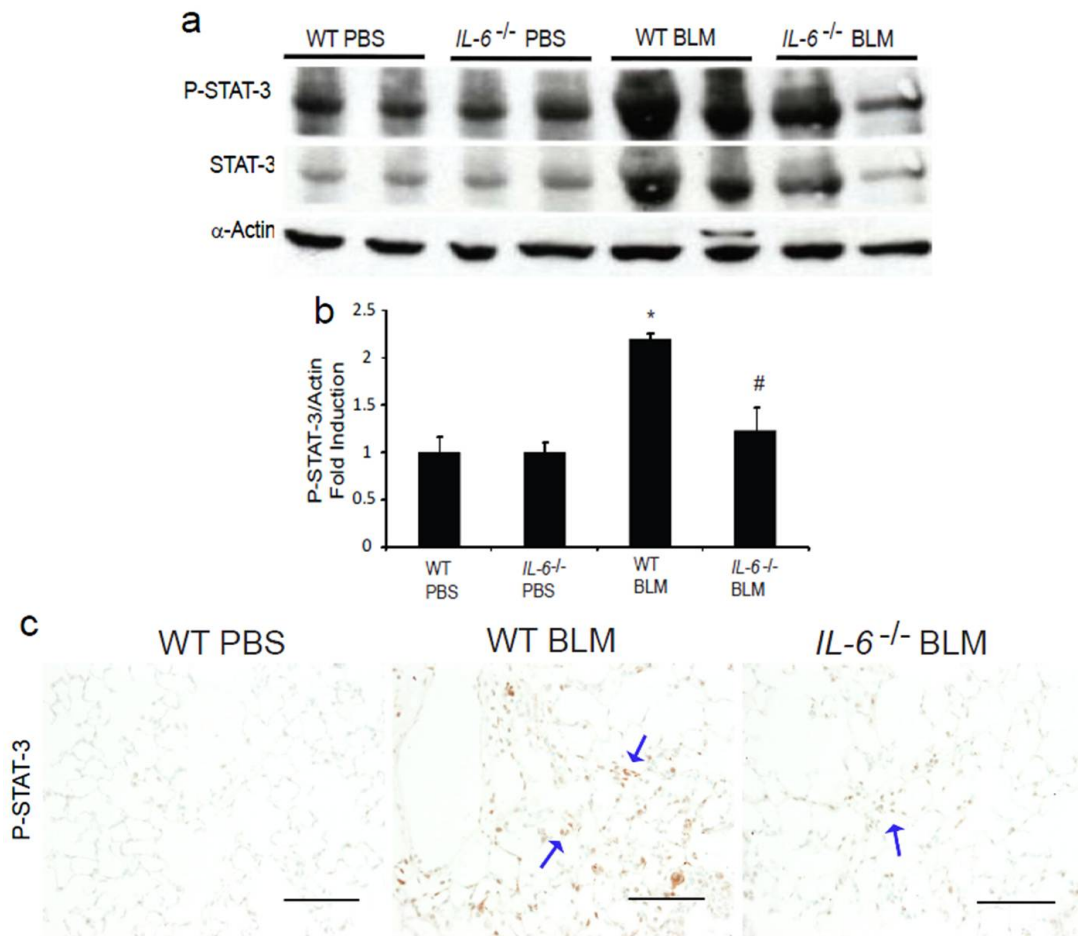 a
WT PBS IL-6 -/- PBS WT BLM IL-6 -/- BLM
P-STAT-3
STAT-3
α-Actin
b
P-STAT-3/Actin
Fold Induction
2.5
2
1.5
1
0.5
0
*
#
WT
PBS
IL-6-/-
PBS
WT
BLM
IL-6-/-
BLM
c
WT PBS WT BLM IL-6 -/- BLM
P-STAT-3